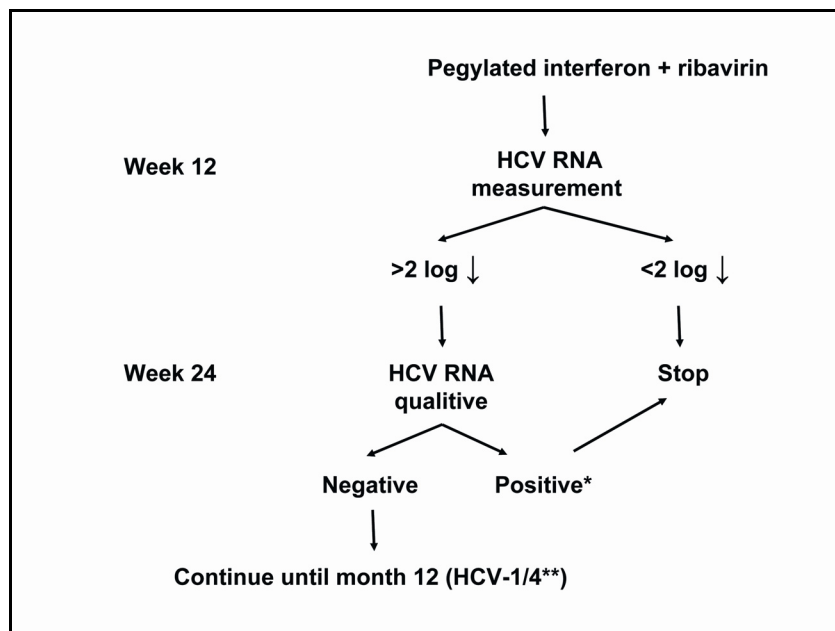 Pegylated interferon + ribavirin
Week 12
HCV RNA
measurement
>2 log ↓
<2 log ↓
Week 24
HCV RNA
qualitive
Stop
Negative
Positive*
Continue until month 12 (HCV-1/4**)